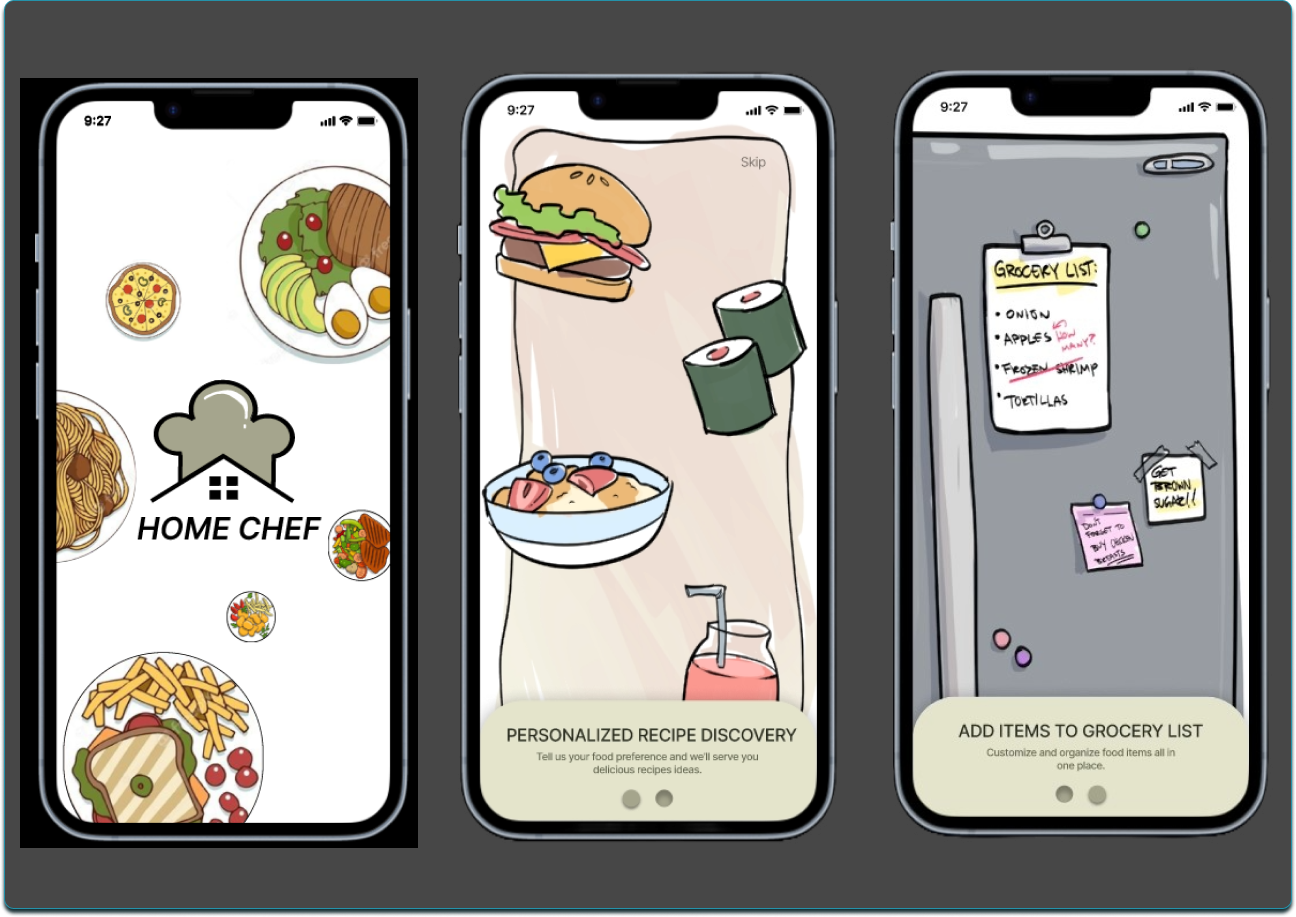 9:27
HOME CHEF
9:27
Skip
PERSONALIZED RECIPE DISCOVERY
Tell us your food preference and we'll serve you
delicious recipes ideas.
9:27
GROCERY LIST:
• ONION
• APPLES
HOW
MANY?
• FROZEN SHRIMP
• TORTILLAS
GET
BROWN
SUGAR!!
DON'T
FORGET TO
BUY CHICKEN
BREASTS
ADD ITEMS TO GROCERY LIST
Customize and organize food items all in
one place.